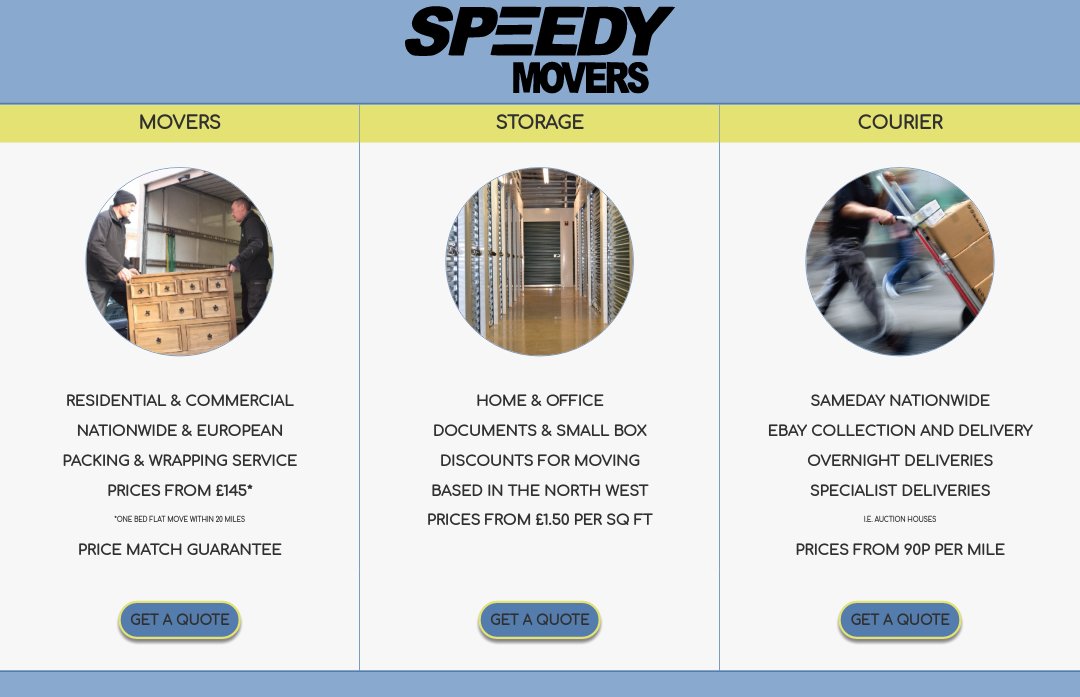 SPEEDY
MOVERS
MOVERS
RESIDENTIAL & COMMERCIAL
NATIONWIDE & EUROPEAN
PACKING & WRAPPING SERVICE
PRICES FROM £145*
*ONE BED FLAT MOVE WITHIN 20 MILES
PRICE MATCH GUARANTEE
GET A QUOTE
STORAGE
HOME & OFFICE
DOCUMENTS & SMALL BOX
DISCOUNTS FOR MOVING
BASED IN THE NORTH WEST
PRICES FROM £1.50 PER SQ FT
GET A QUOTE
COURIER
SAMEDAY NATIONWIDE
EBAY COLLECTION AND DELIVERY
OVERNIGHT DELIVERIES
SPECIALIST DELIVERIES
I.E. AUCTION HOUSES
PRICES FROM 90P PER MILE
GET A QUOTE